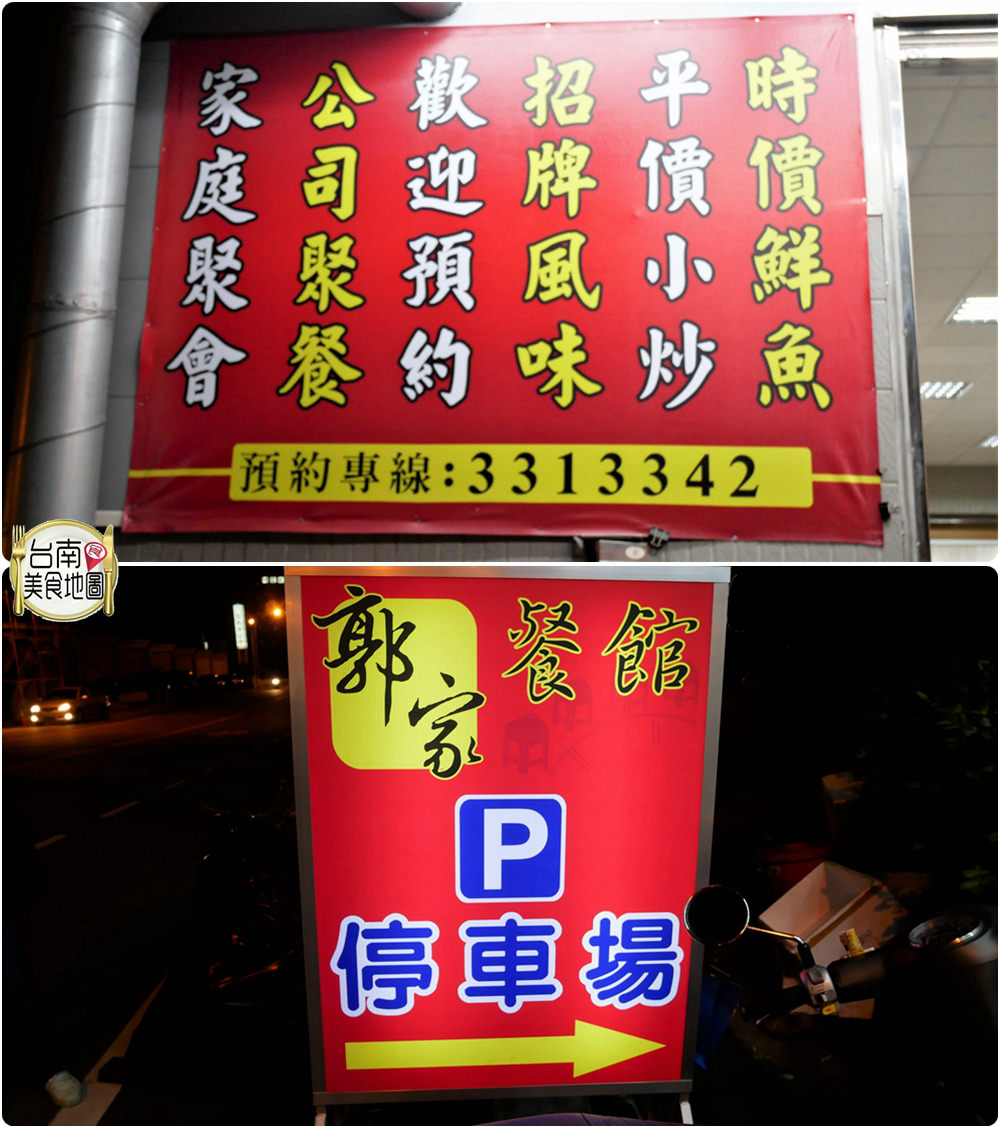 時價鮮魚
平價小炒
招牌風味
歡迎預約
公司聚餐
家庭聚會
預約專線:3313342
台南
食
美食地圖
郭家餐館
P
停車場